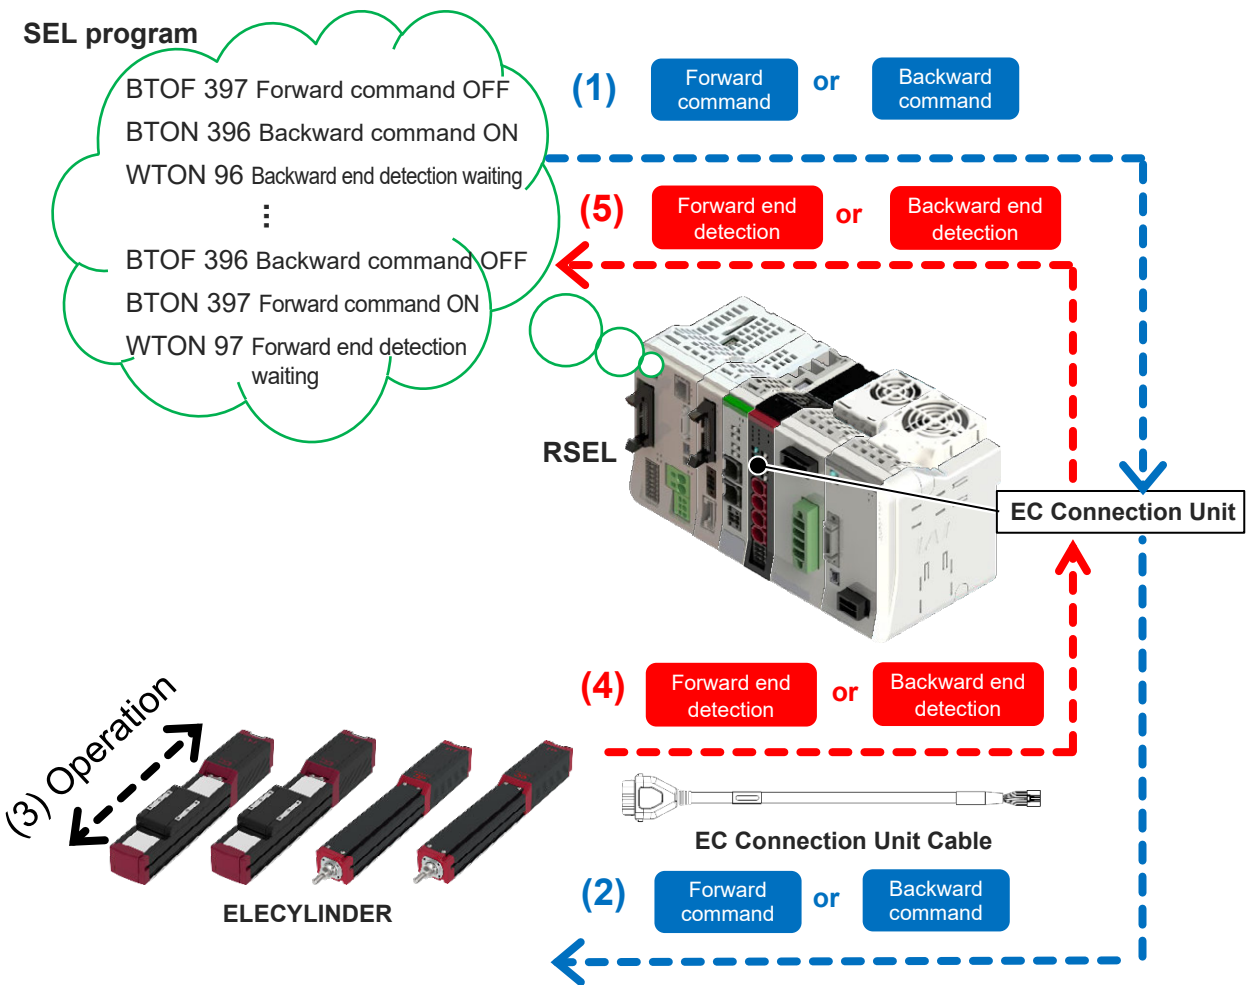 SEL program
BTOF 397 Forward command OFF
BTON 396 Backward command ON
WTON 96 Backward end detection waiting
⋮
BTOF 396 Backward command OFF
BTON 397 Forward command ON
WTON 97 Forward end detection
waiting
(1)
Forward
command
or
Backward
command
(5)
Forward end
detection
or
Backward end
detection
RSEL
EC Connection Unit
(4)
Forward end
detection
or
Backward end
detection
(3) Operation
EC Connection Unit Cable
ELECYLINDER
(2)
Forward
command
or
Backward
command